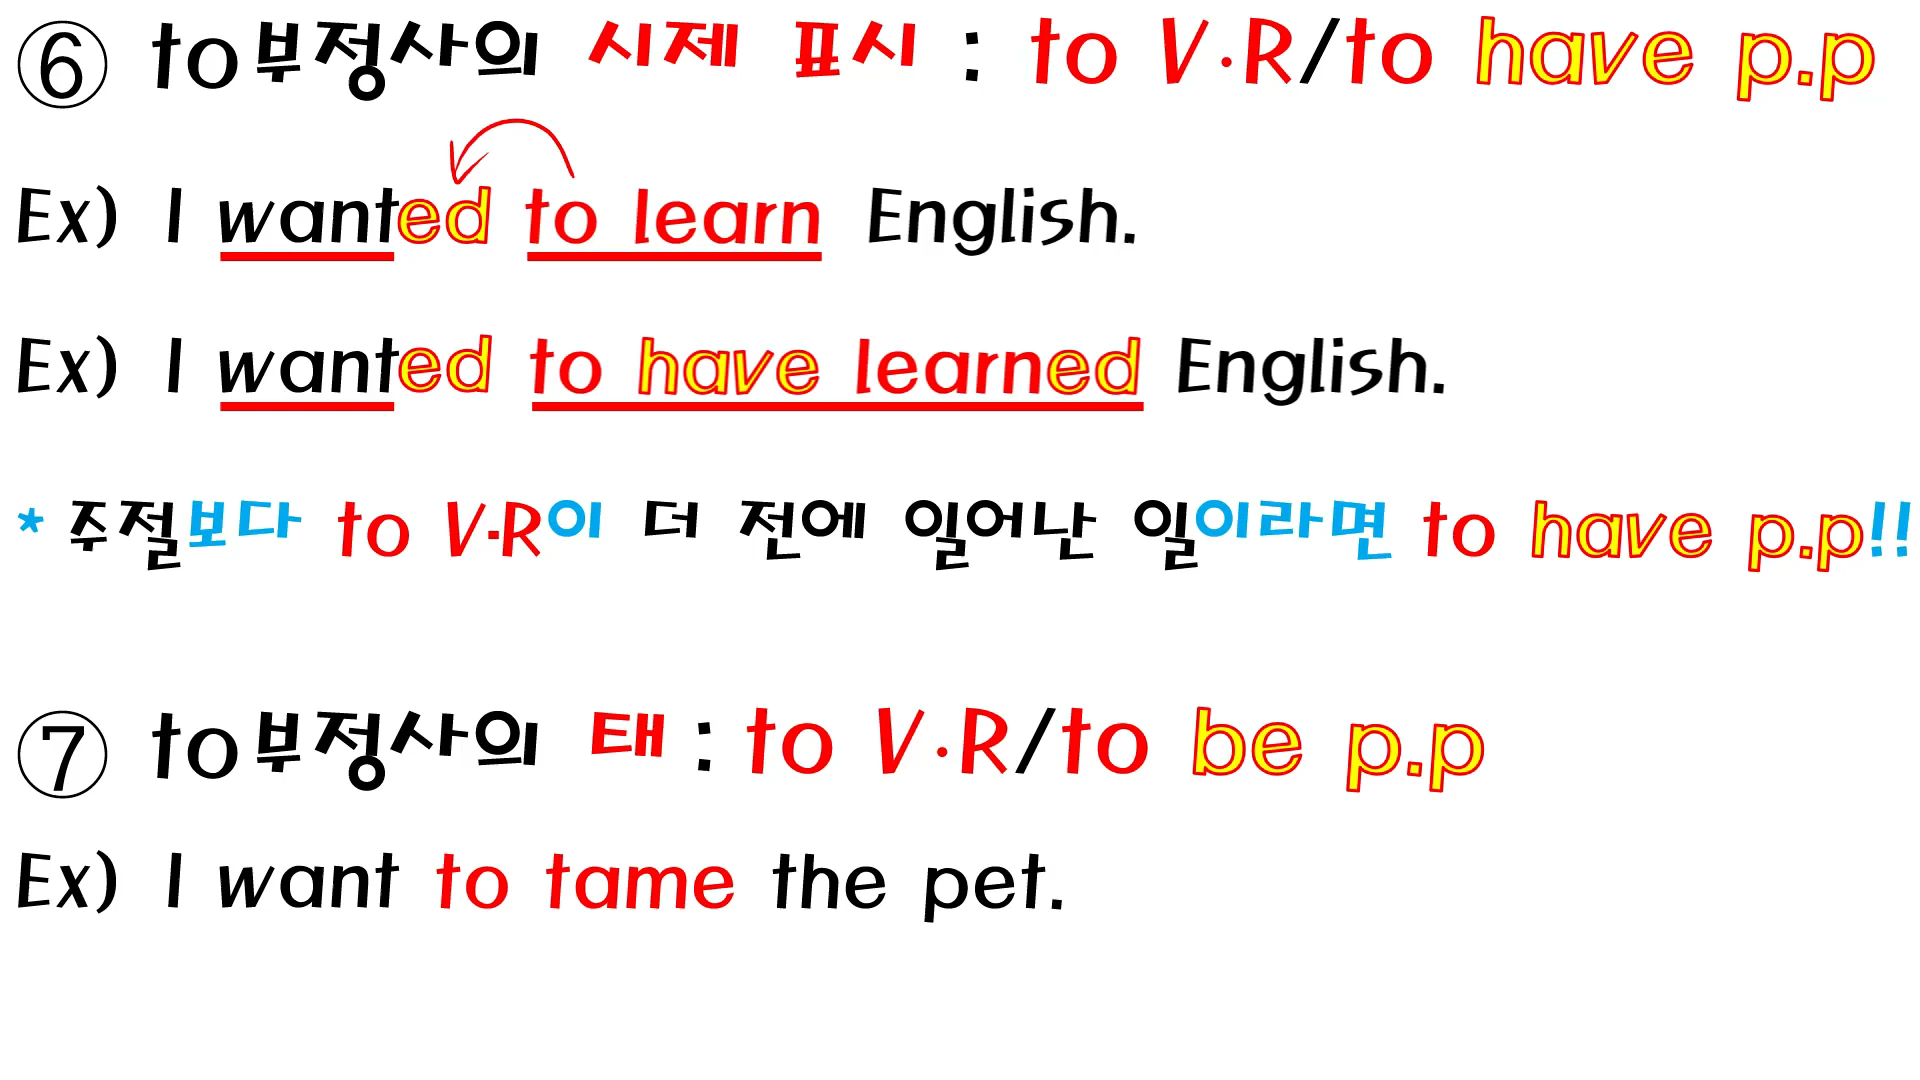 ⑥ to부정사의 시제 표시 : to V·R/to have p.p
Ex) I wanted to learn English.
Ex) I wanted to have learned English.
* 주절보다 to V-R이 더 전에 일어난 일이라면 to have p.p!!
⑦ to부정사의 태 : to V·R/to be p.p
Ex) I want to tame the pet.